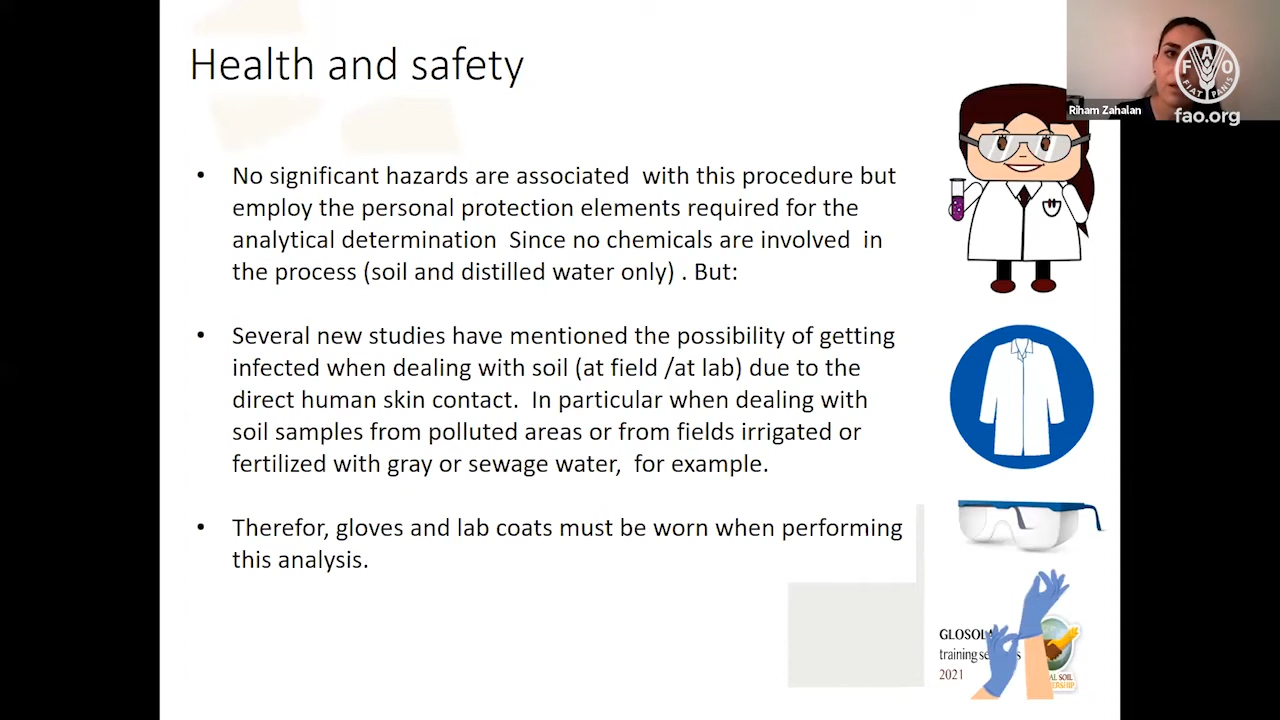 Health and safety
Riham Zahalan
FAO
FIAT PANIS
fao.org
• No significant hazards are associated with this procedure but
employ the personal protection elements required for the
analytical determination Since no chemicals are involved in
the process (soil and distilled water only) . But:
• Several new studies have mentioned the possibility of getting
infected when dealing with soil (at field /at lab) due to the
direct human skin contact. In particular when dealing with
soil samples from polluted areas or from fields irrigated or
fertilized with gray or sewage water, for example.
• Therefor, gloves and lab coats must be worn when performing
this analysis.
training
2021
SOIL